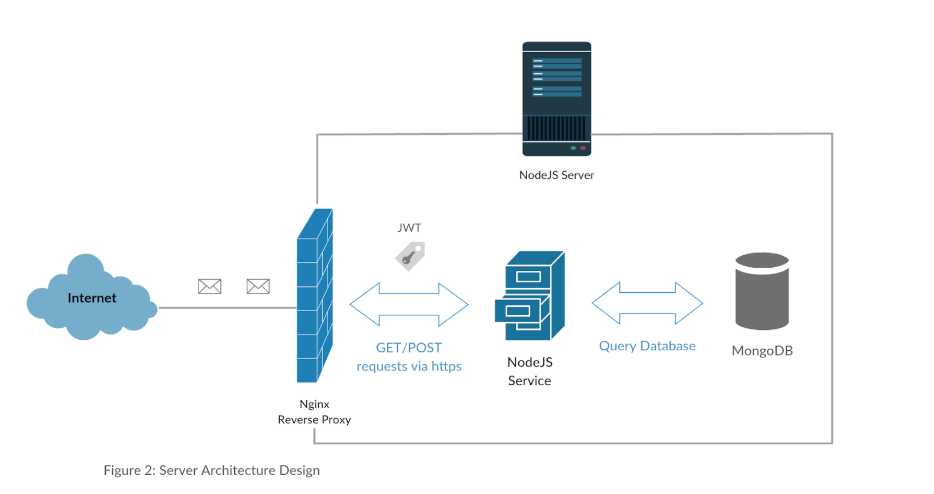 NodeJS Server
JWT
Internet
GET/POST
requests via https
Query Database
MongoDB
NodeJS
Service
Nginx
Reverse Proxy
Figure 2: Server Architecture Design